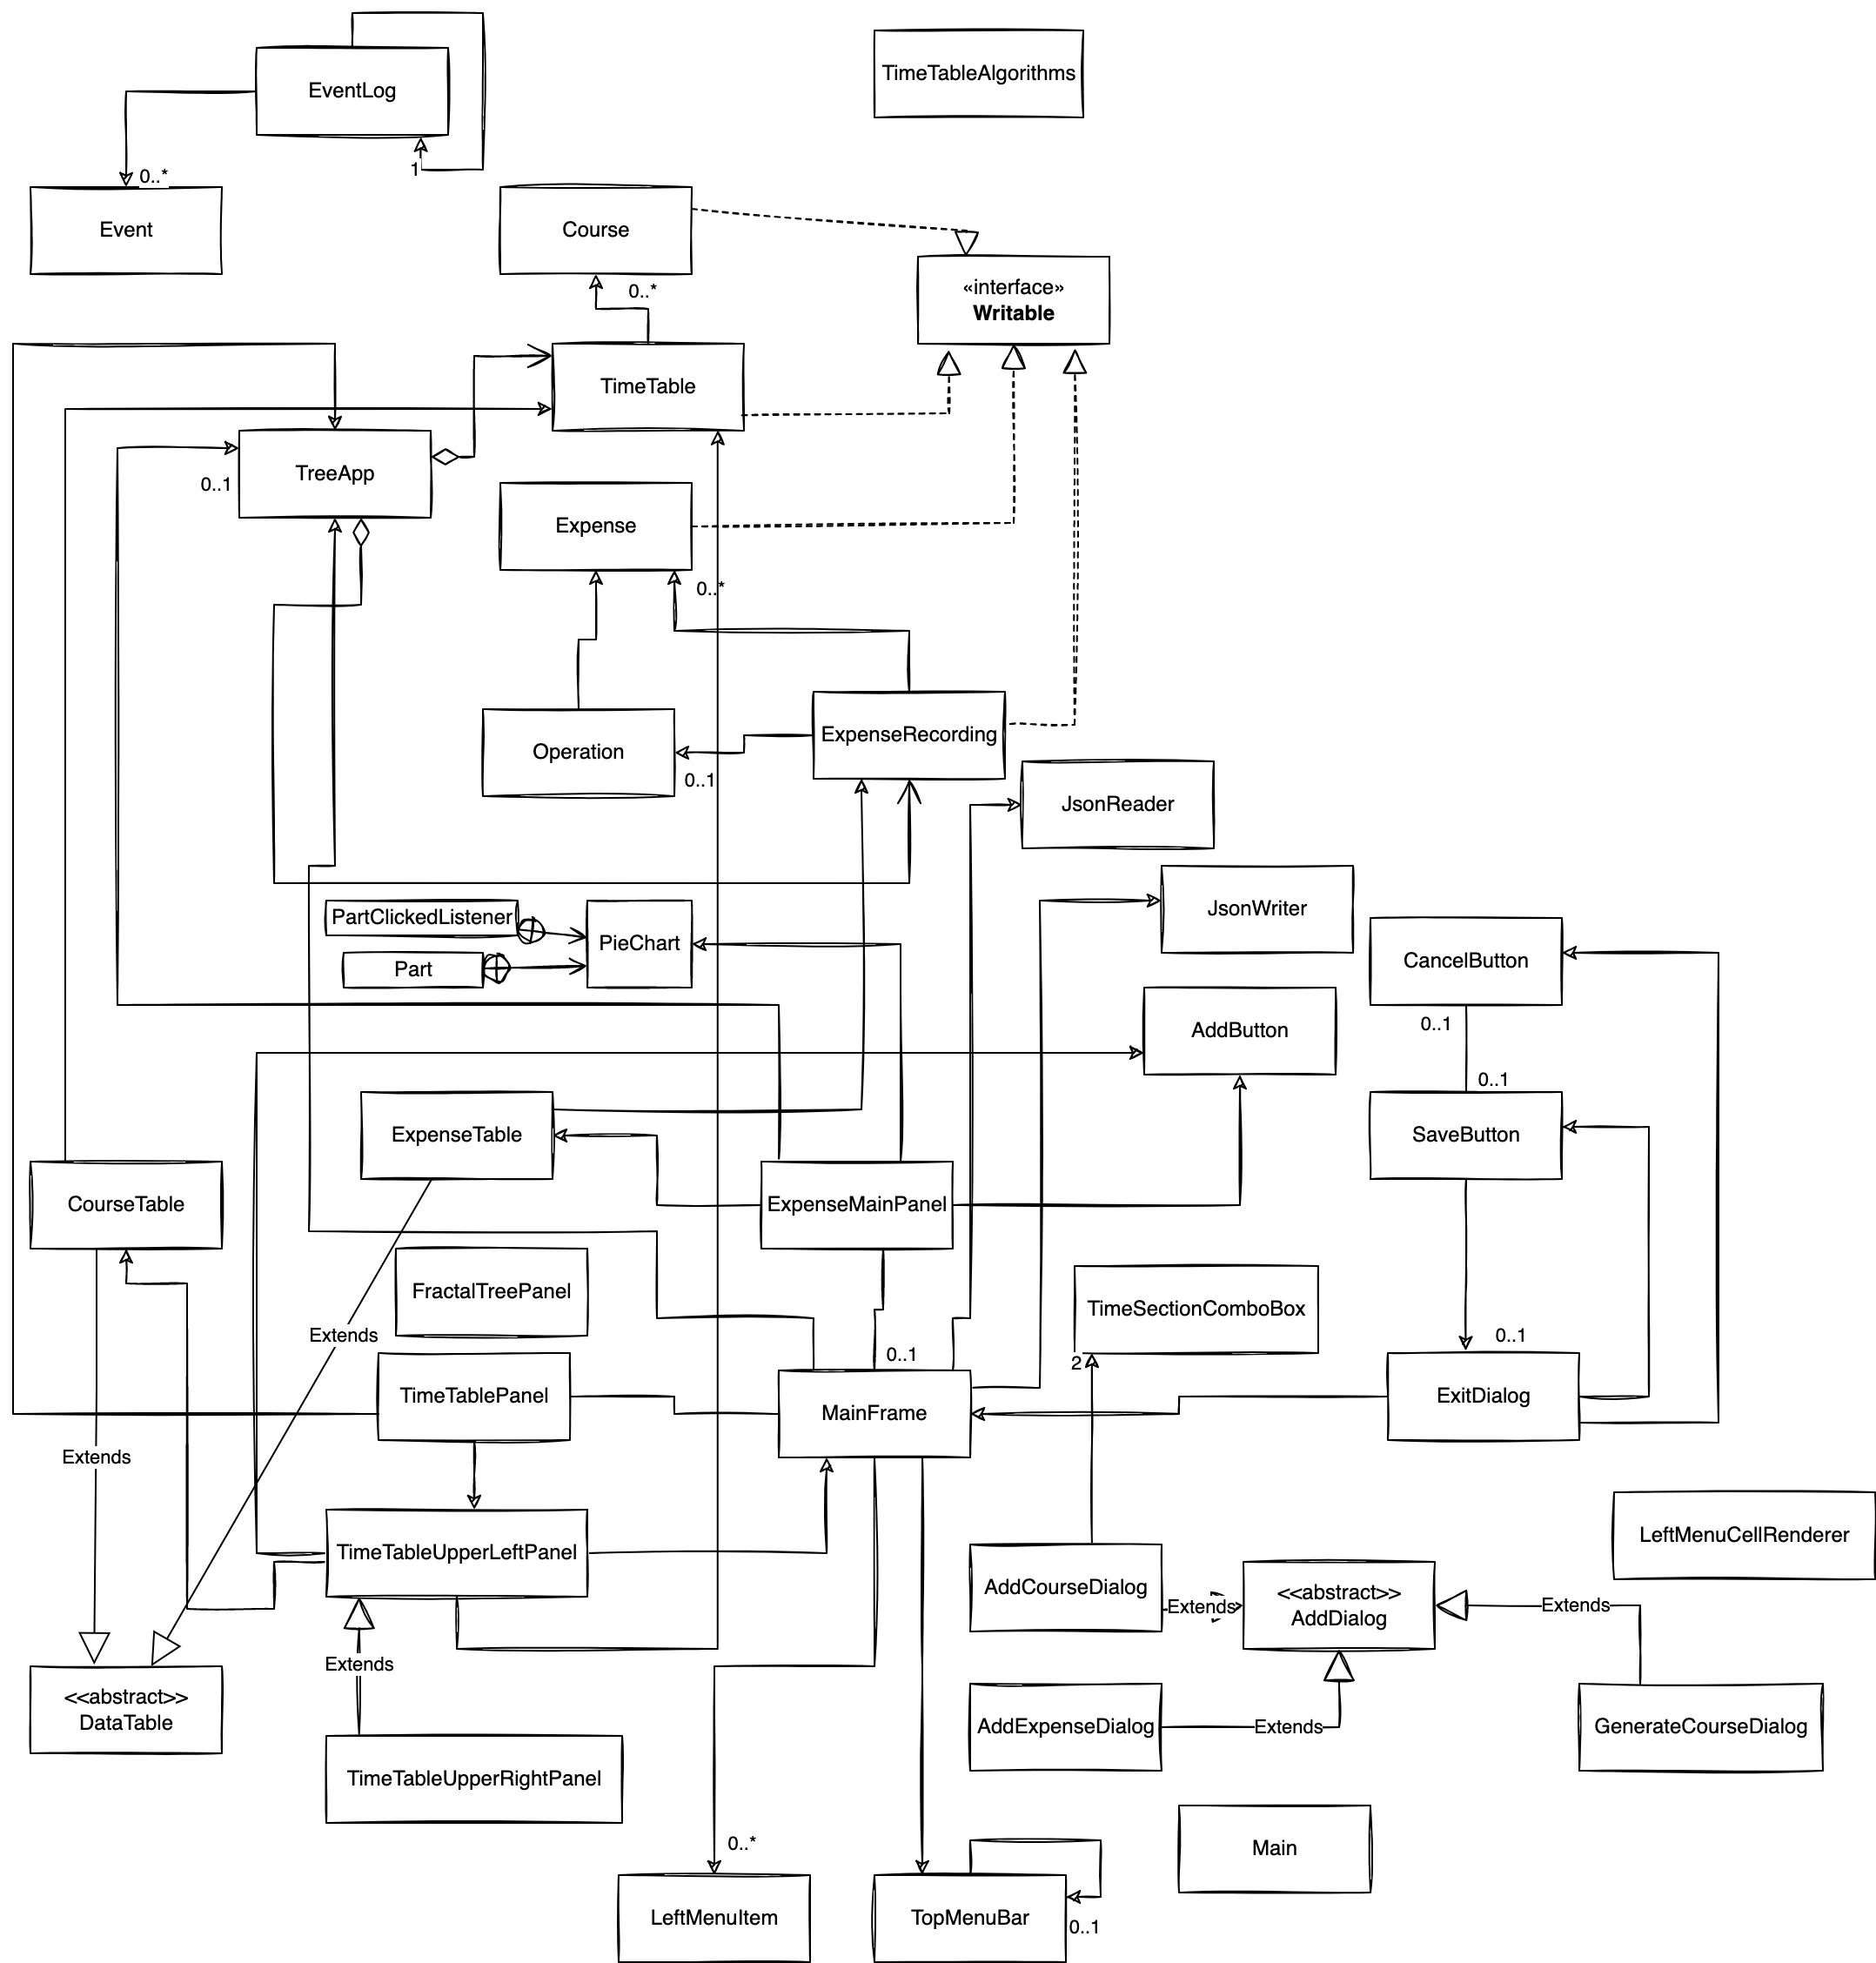 TimeTableAlgorithms
EventLog
1
0..*
Event
Course
0..*
«interface»
Writable
TimeTable
TreeApp
0..1
Expense
0..*
Operation
0..1
ExpenseRecording
JsonReader
JsonWriter
PartClickedListener
Part
PieChart
CancelButton
0..1
AddButton
0..1
SaveButton
ExpenseTable
CourseTable
ExpenseMainPanel
FractalTreePanel
TimeSectionComboBox
Extends
0..1
0..1
2
TimeTablePanel
MainFrame
ExitDialog
Extends
TimeTableUpperLeftPanel
LeftMenuCellRenderer
AddCourseDialog
Extends
<<abstract>>
AddDialog
Extends
Extends
<<abstract>>
DataTable
AddExpenseDialog
Extends
GenerateCourseDialog
TimeTableUpperRightPanel
0..*
Main
LeftMenuItem
TopMenuBar
0..1